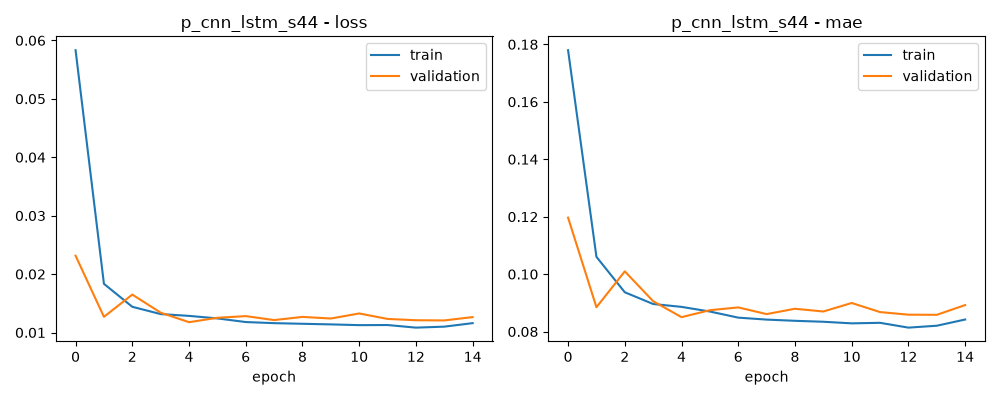 p_cnn_lstm_s44 - loss
train
validation
0.06
0.05
0.04
0.03
0.02
0.01
0 2 4 6 8 10 12 14
epoch
p_cnn_lstm_s44 - mae
train
validation
0.18
0.16
0.14
0.12
0.10
0.08
0 2 4 6 8 10 12 14
epoch